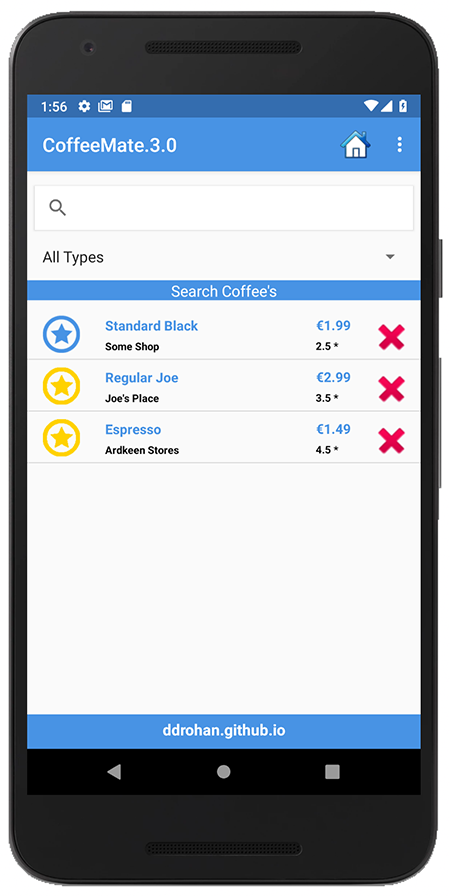 1:56
CoffeeMate.3.0
All Types
Search Coffee's
Standard Black €1.99
Some Shop 2.5 *
Regular Joe €2.99
Joe's Place 3.5 *
Espresso €1.49
Ardkeen Stores 4.5 *
ddrohan.github.io